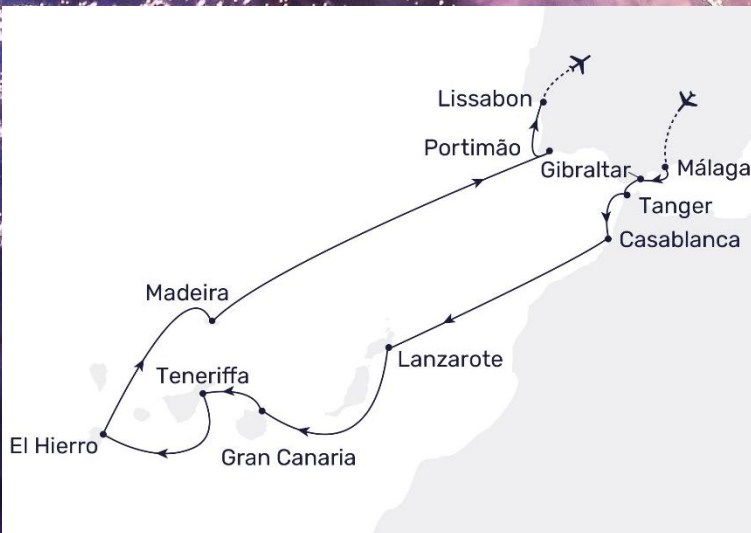 Lissabon
Portimão
Gibraltar
Málaga
Tanger
Casablanca
Madeira
Lanzarote
Teneriffa
El Hierro
Gran Canaria